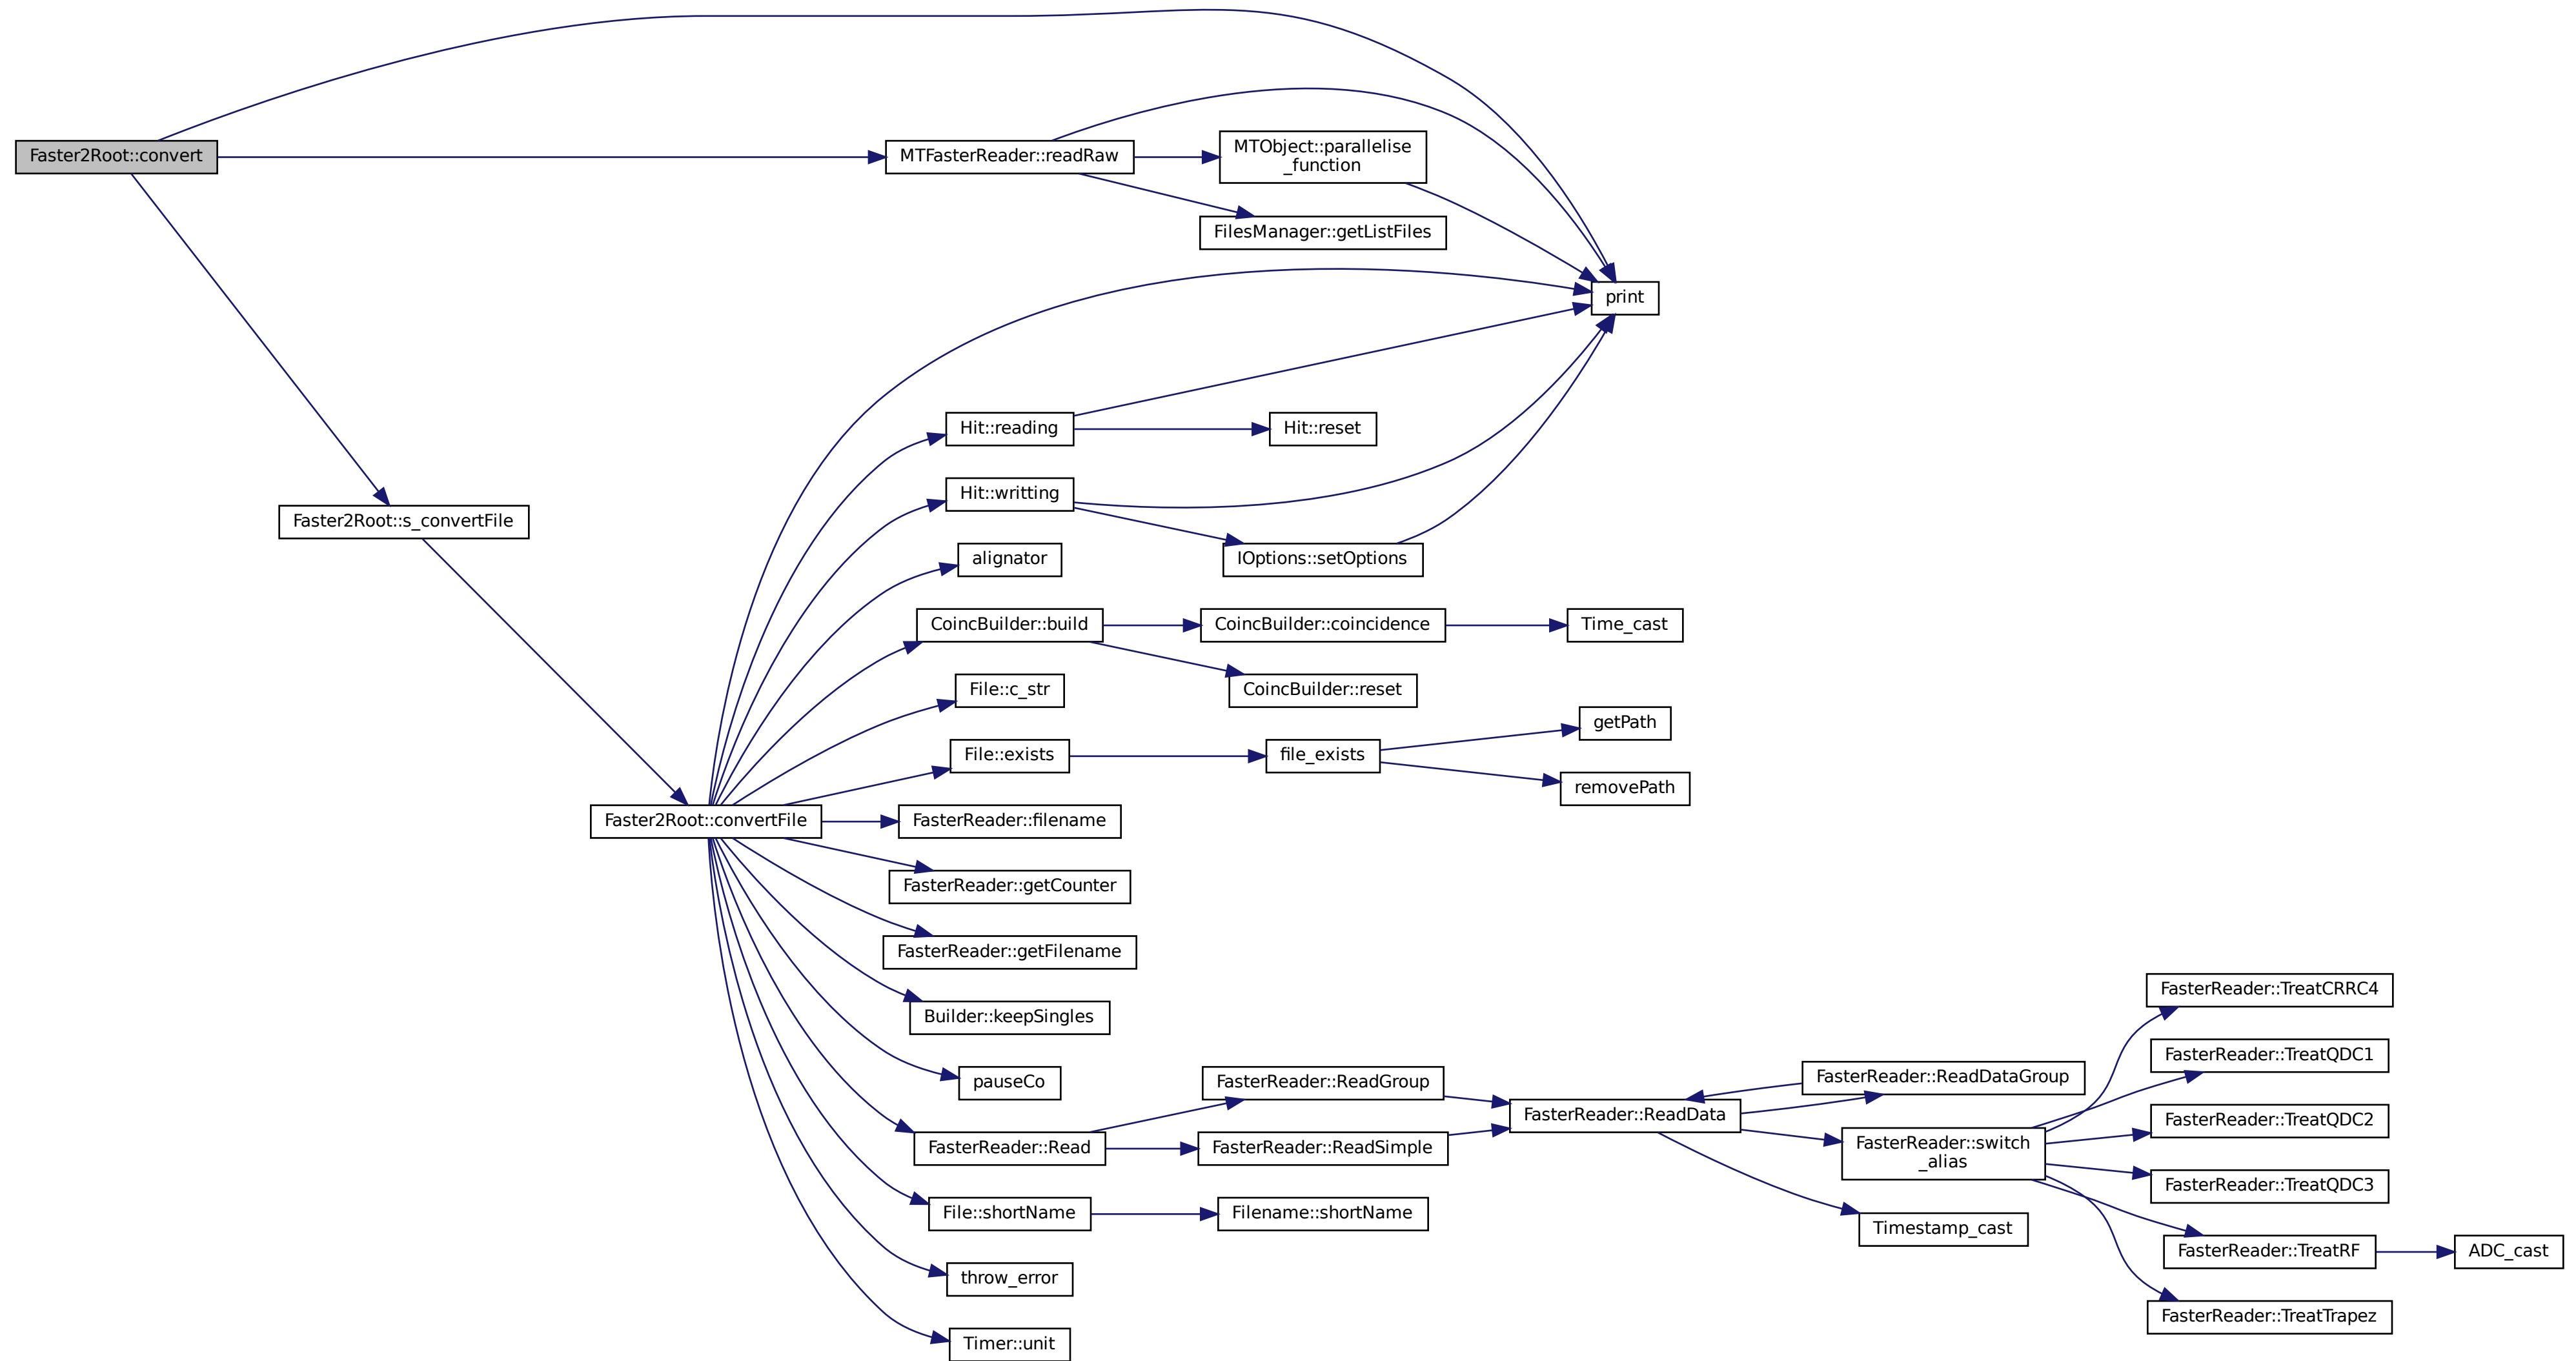 Faster2Root::convert
MTFasterReader::readRaw
MTObject::parallelise
_function
FilesManager::getListFiles
print
Hit::reading
Hit::reset
Hit::writting
Faster2Root::s_convertFile
alignator
IOptions::setOptions
CoincBuilder::build
CoincBuilder::coincidence
Time_cast
File::c_str
CoincBuilder::reset
getPath
File::exists
file_exists
removePath
Faster2Root::convertFile
FasterReader::filename
FasterReader::getCounter
FasterReader::getFilename
Builder::keepSingles
pauseCo
FasterReader::Read
FasterReader::ReadGroup
FasterReader::ReadSimple
FasterReader::ReadData
FasterReader::ReadDataGroup
FasterReader::switch
_alias
Timestamp_cast
FasterReader::TreatCRRC4
FasterReader::TreatQDC1
FasterReader::TreatQDC2
FasterReader::TreatQDC3
FasterReader::TreatRF
ADC_cast
FasterReader::TreatTrapez
File::shortName
Filename::shortName
throw_error
Timer::unit